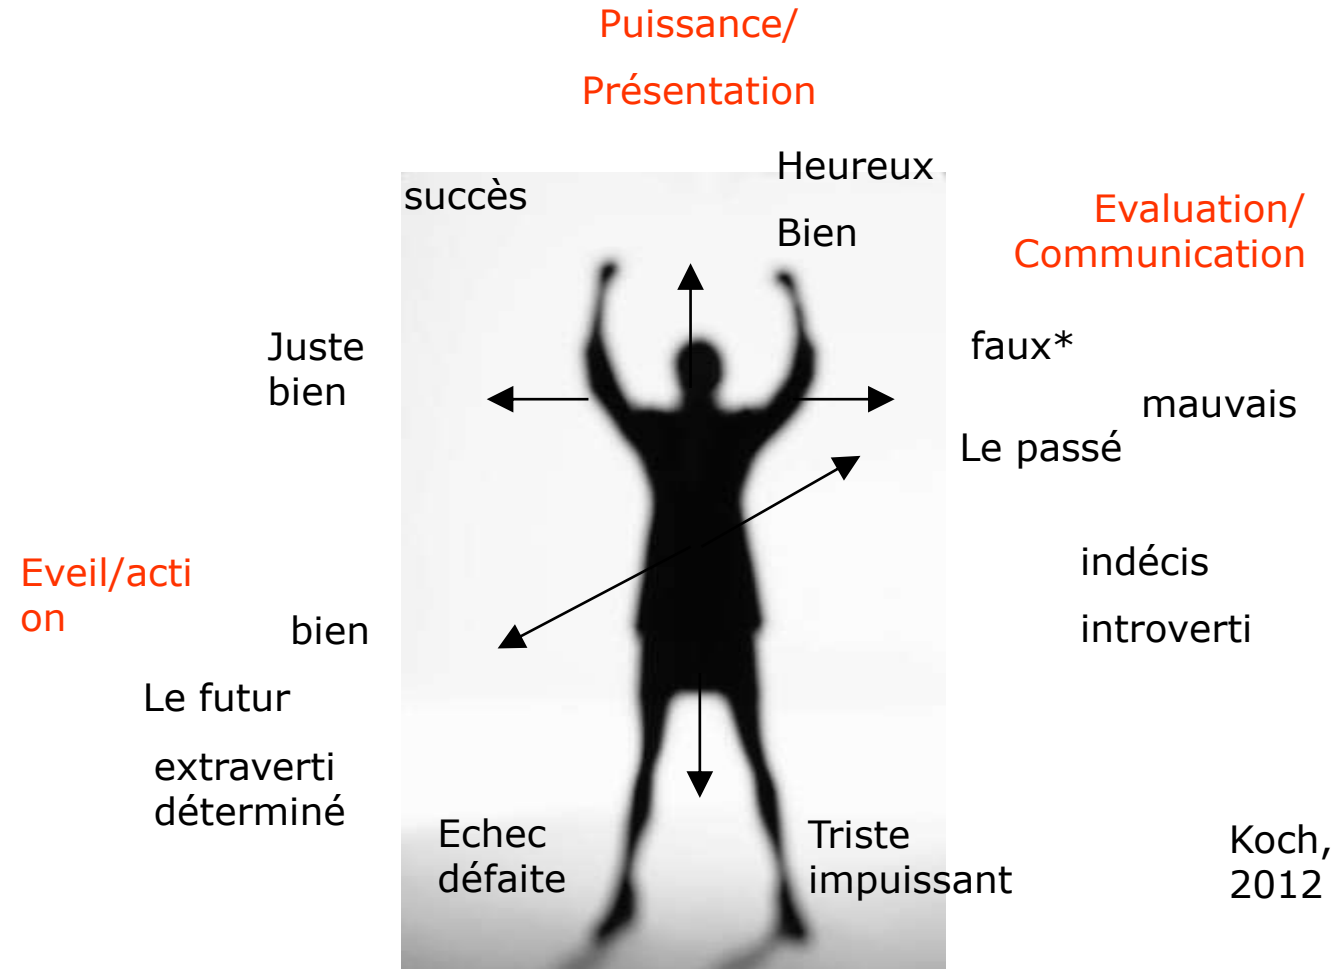 Puissance/
Présentation
Heureux
succès
Bien
Evaluation/
Communication
Juste
bien
faux*
mauvais
Le passé
Eveil/acti
on
bien
indécis
introverti
Le futur
extraverti
déterminé
Echec
défaite
Triste
impuissant
Koch,
2012